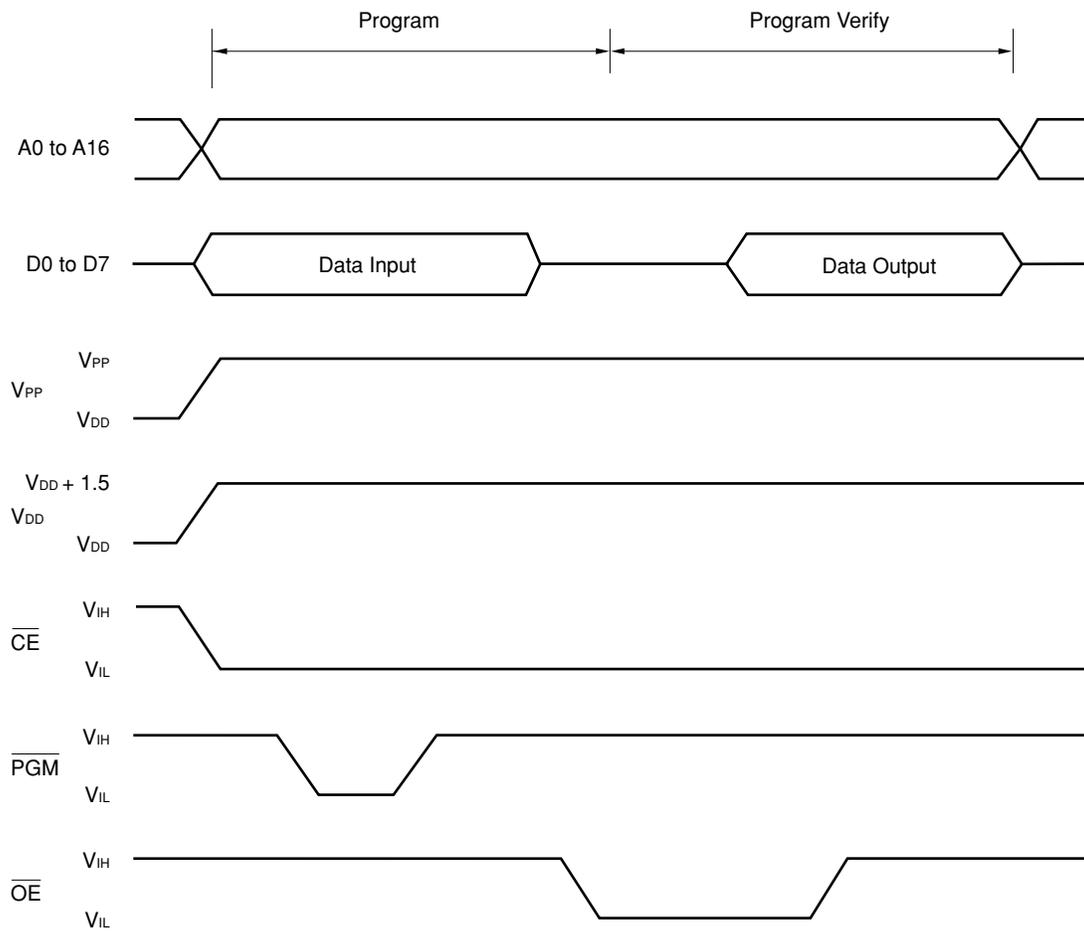 Program Program Verify
A0 to A16
D0 to D7 Data Input Data Output
VPP
VPP
VDD
VDD + 1.5
VDD
VDD
VIH
CE
VIL
VIH
PGM
VIL
VIH
OE
VIL